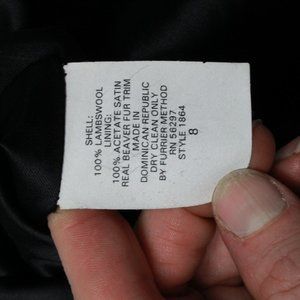 SHELL:
100% LAMBSWOOL
LINING:
100% ACETATE SATIN
REAL BEAVER FUR TRIM
MADE IN
DOMINICAN REPUBLIC
DRY CLEAN ONLY
BY FURRIER METHOD
RN 56297
STYLE 1864
8